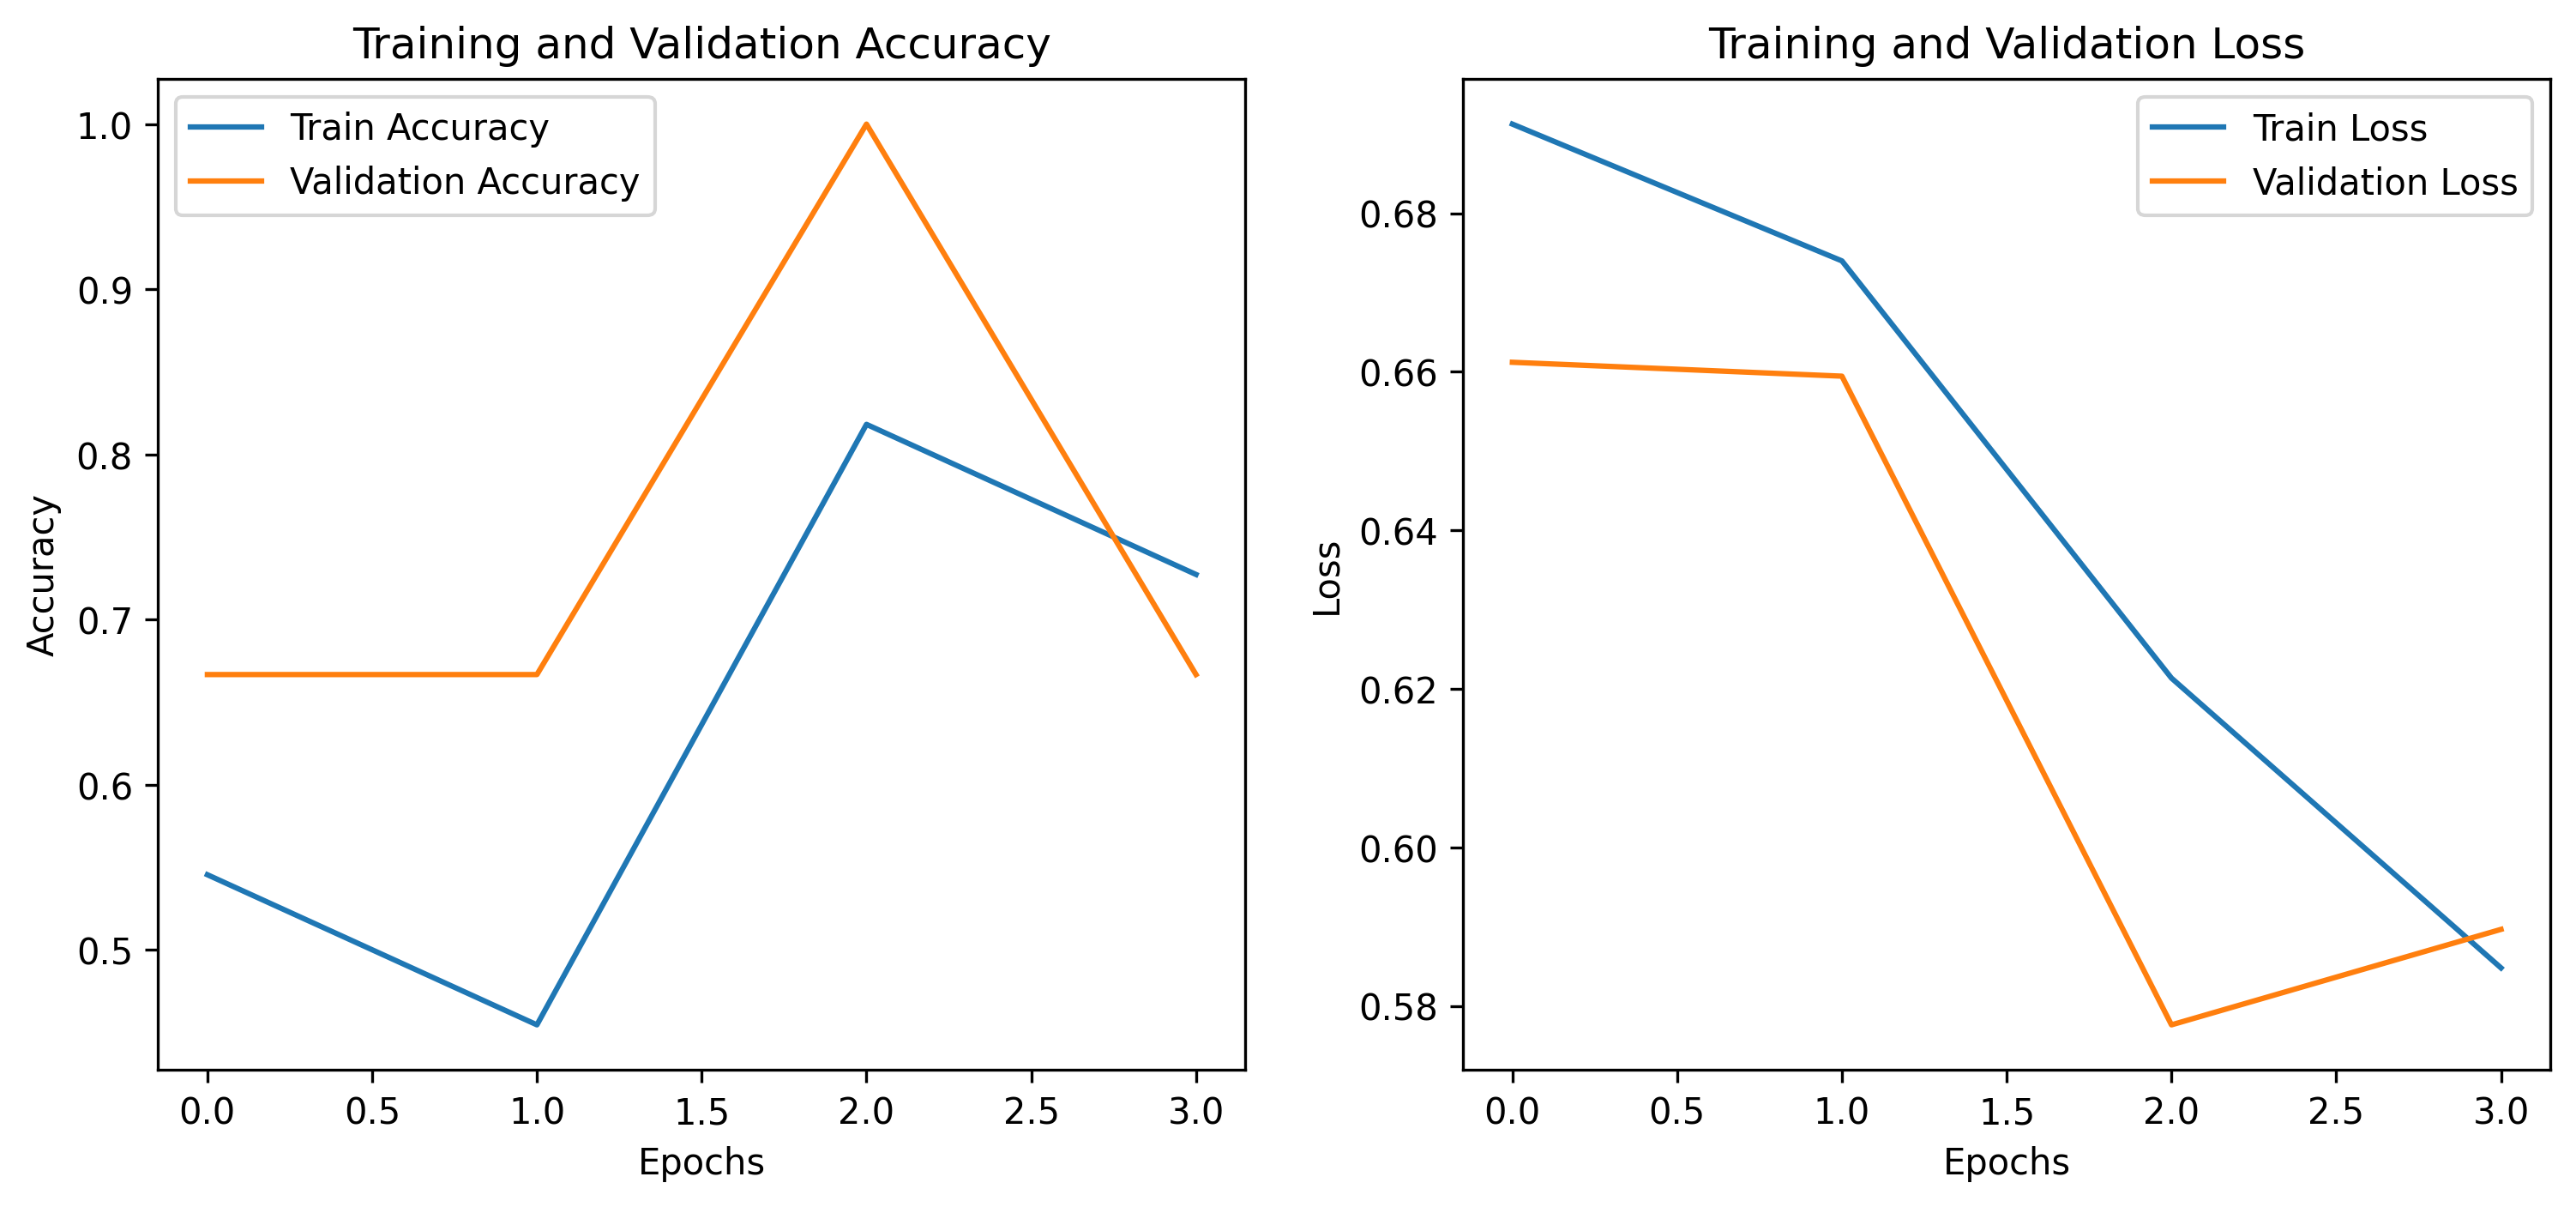 Training and Validation Accuracy
Train Accuracy
Validation Accuracy
1.0
0.9
0.8
0.7
0.6
0.5
Accuracy
0.0 0.5 1.0 1.5 2.0 2.5 3.0
Epochs
Training and Validation Loss
Train Loss
Validation Loss
0.68
0.66
0.64
0.62
0.60
0.58
Loss
0.0 0.5 1.0 1.5 2.0 2.5 3.0
Epochs